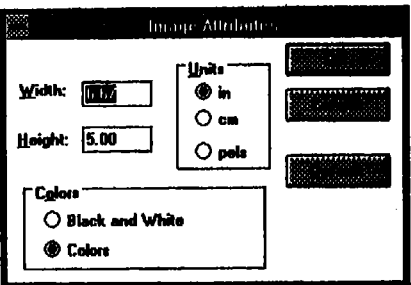 Image Attributes
Units
Width:
in
cm
Height: 5.00
pels
Colors
Black and White
Colors